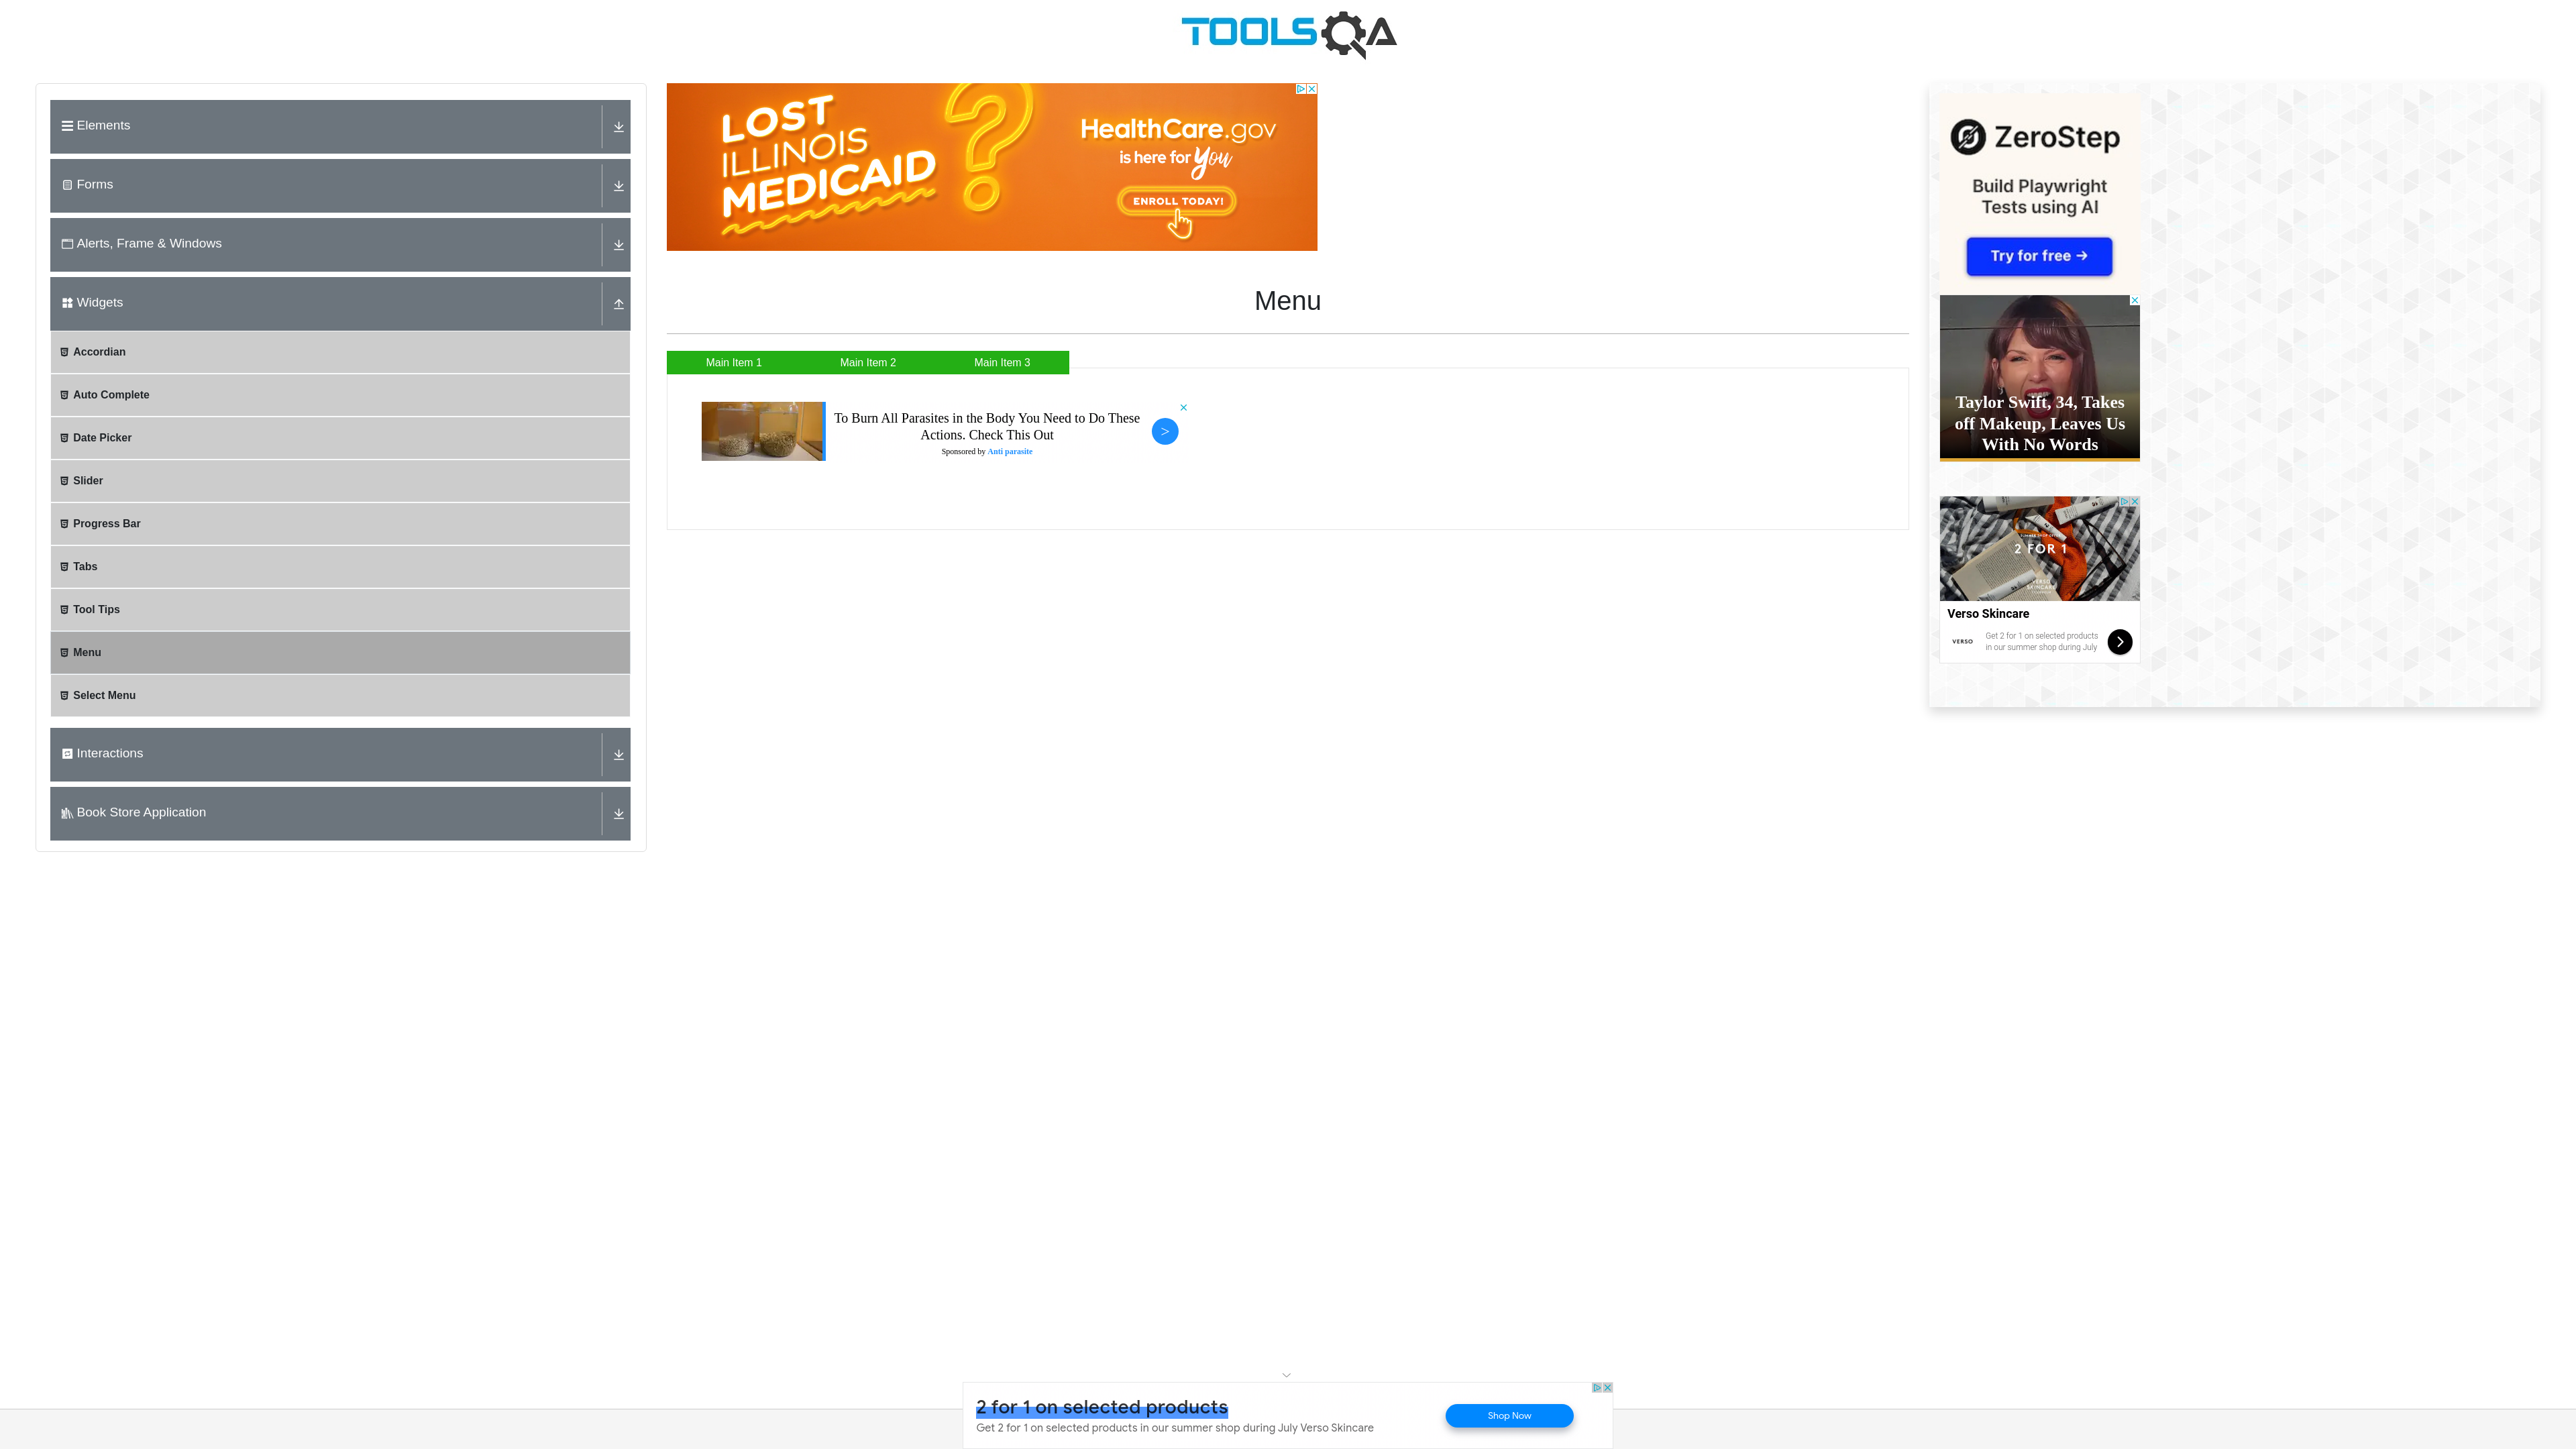 TOOLSQA
Elements
Forms
Alerts, Frame & Windows
Widgets
Accordian
Auto Complete
Date Picker
Slider
Progress Bar
Tabs
Tool Tips
Menu
Select Menu
Interactions
Book Store Application
LOST
ILLINOIS
MEDICAID
?
HealthCare.gov
is here for you
ENROLL TODAY!
Menu
Main Item 1
Main Item 2
Main Item 3
To Burn All Parasites in the Body You Need to Do These
Actions. Check This Out
Sponsored by Anti parasite
>
ZeroStep
Build Playwright
Tests using AI
Try for free →
Taylor Swift, 34, Takes
off Makeup, Leaves Us
With No Words
2 FOR 1
VERSO
SKINCARE
Verso Skincare
VERSO
Get 2 for 1 on selected products
in our summer shop during July
2 for 1 on selected products
Get 2 for 1 on selected products in our summer shop during July Verso Skincare
Shop Now